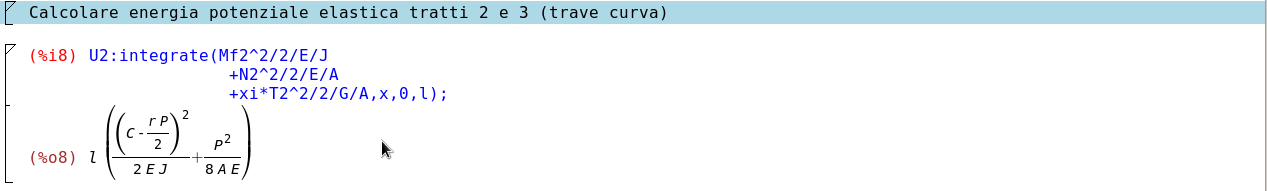 Calcolare energia potenziale elastica tratti 2 e 3 (trave curva)
(%i8) U2:integrate(Mf2^2/2/E/J
+N2^2/2/E/A
+xi*T2^2/2/G/A,x,0,l);
(%o8) l ( (C - r P / 2)^2 / 2 E J + P^2 / 8 A E )